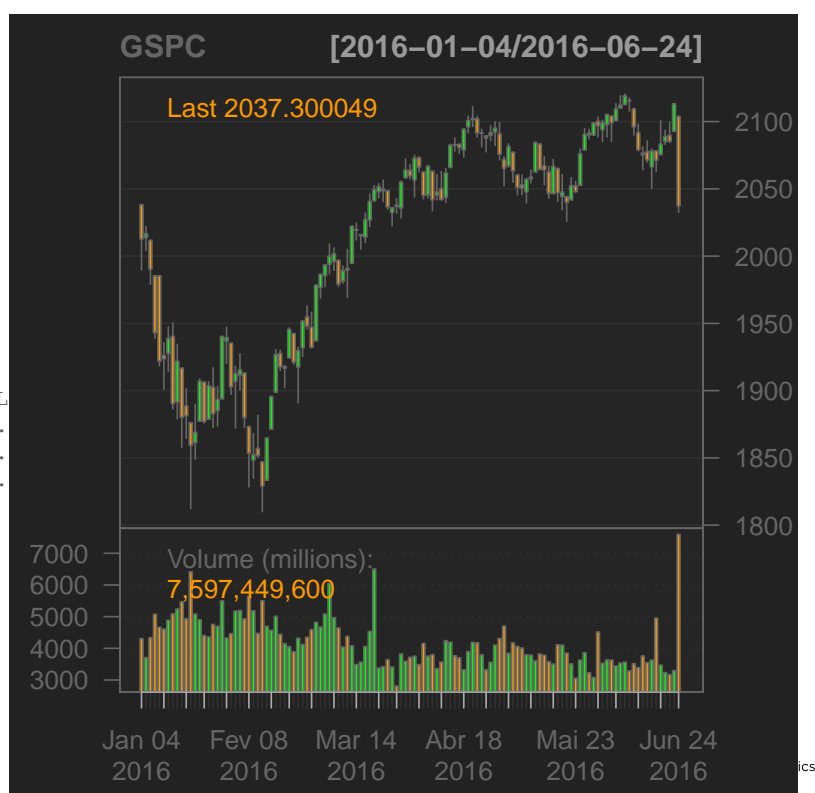 GSPC [2016−01−04/2016−06−24]
Last 2037.300049
2100
2050
2000
1950
1900
1850
1800
Volume (millions):
7,597,449,600
7000
6000
5000
4000
3000
Jan 04 Fev 08 Mar 14 Abr 18 Mai 23 Jun 24
2016 2016 2016 2016 2016 2016
ics